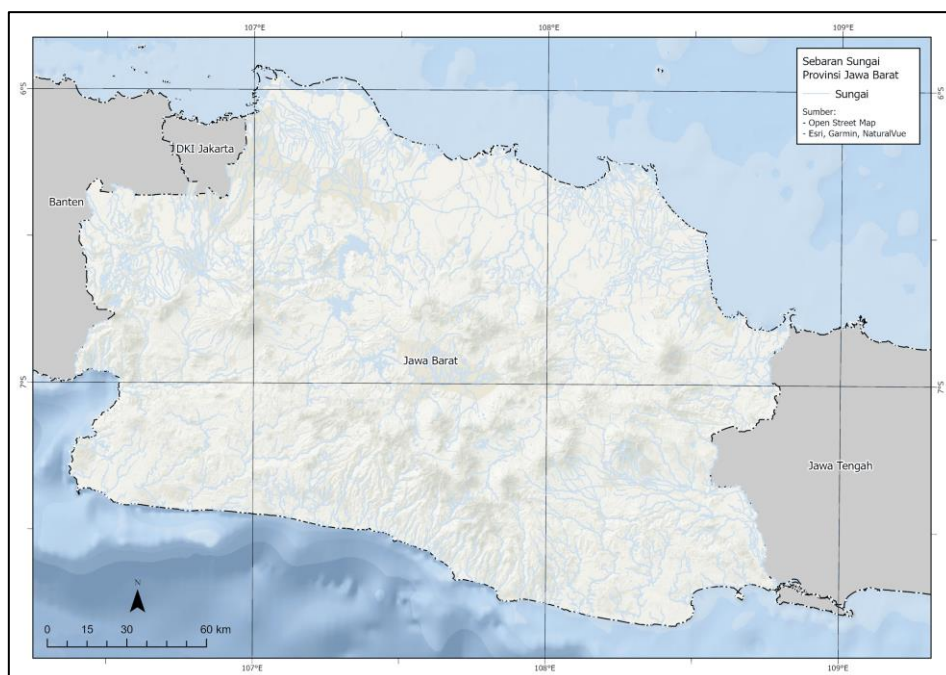 107°E
108°E
109°E
Sebaran Sungai
Provinsi Jawa Barat
Sungai
Sumber:
- Open Street Map
- Esri, Garmin, NaturalVue
6°S
6°S
DKI Jakarta
Banten
Jawa Barat
7°S
7°S
Jawa Tengah
N
0 15 30 60 km
107°E
108°E
109°E